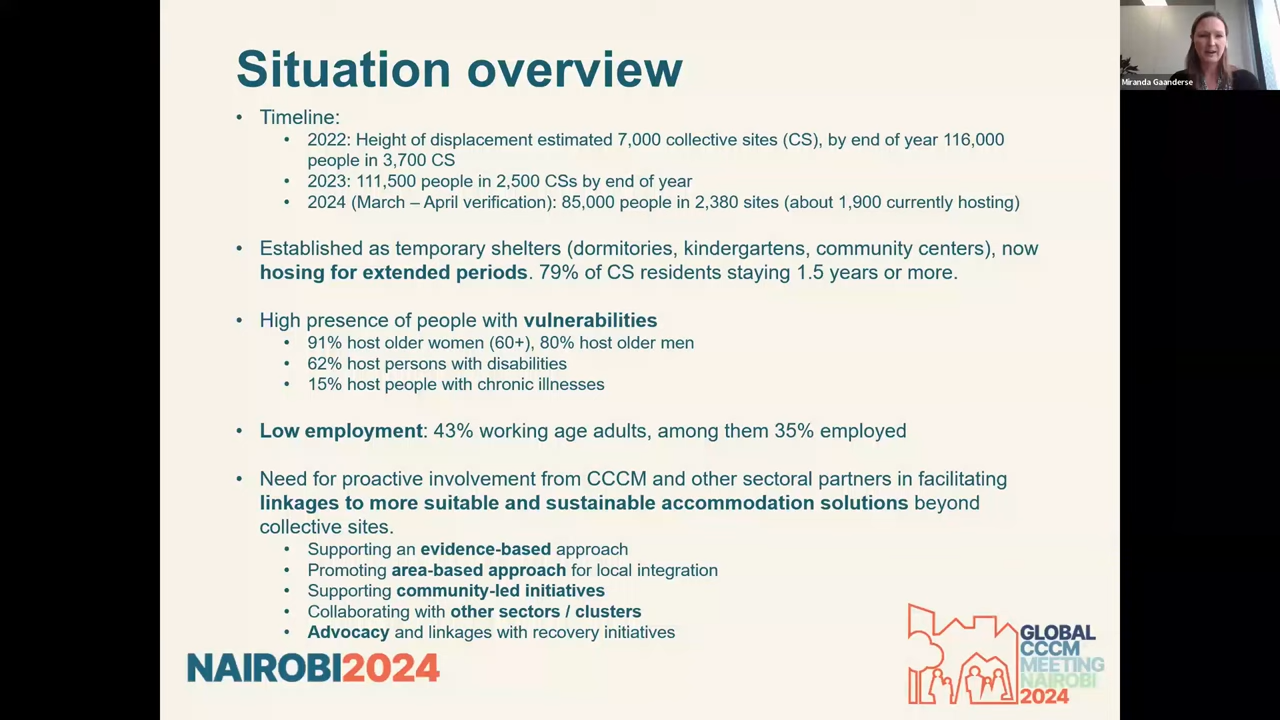 Situation overview
Miranda Gaanderse
• Timeline:
• 2022: Height of displacement estimated 7,000 collective sites (CS), by end of year 116,000
people in 3,700 CS
• 2023: 111,500 people in 2,500 CSs by end of year
• 2024 (March – April verification): 85,000 people in 2,380 sites (about 1,900 currently hosting)
• Established as temporary shelters (dormitories, kindergartens, community centers), now
hosing for extended periods. 79% of CS residents staying 1.5 years or more.
• High presence of people with vulnerabilities
• 91% host older women (60+), 80% host older men
• 62% host persons with disabilities
• 15% host people with chronic illnesses
• Low employment: 43% working age adults, among them 35% employed
• Need for proactive involvement from CCCM and other sectoral partners in facilitating
linkages to more suitable and sustainable accommodation solutions beyond
collective sites.
• Supporting an evidence-based approach
• Promoting area-based approach for local integration
• Supporting community-led initiatives
• Collaborating with other sectors / clusters
• Advocacy and linkages with recovery initiatives
NAIROBI2024
GLOBAL
CCCM
MEETING
NAIROBI
2024